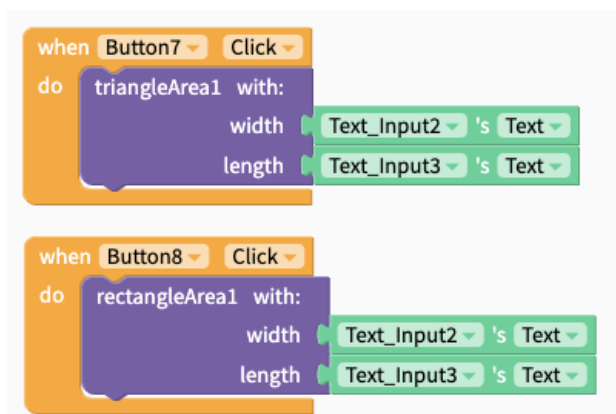 when Button7 Click
do triangleArea1 with:
width Text_Input2 's Text
length Text_Input3 's Text
when Button8 Click
do rectangleArea1 with:
width Text_Input2 's Text
length Text_Input3 's Text